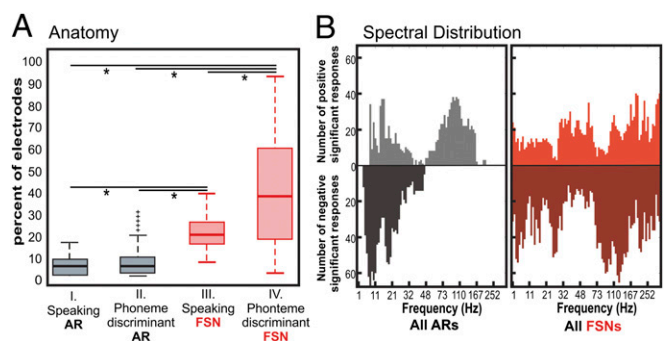 A Anatomy
percent of electrodes
100
90
80
70
60
50
40
30
20
10
0
*
*
*
*
*
I.
Speaking
AR
II.
Phoneme
discriminant
AR
III.
Speaking
FSN
IV.
Phonteme
discriminant
FSN
B Spectral Distribution
Number of positive
significant responses
Number of negative
significant responses
60
40
20
0
20
40
60
1 11 21 32 48 73 110 167 252
Frequency (Hz)
All ARs
1 11 21 32 48 73 110 167 252
Frequency (Hz)
All FSNs